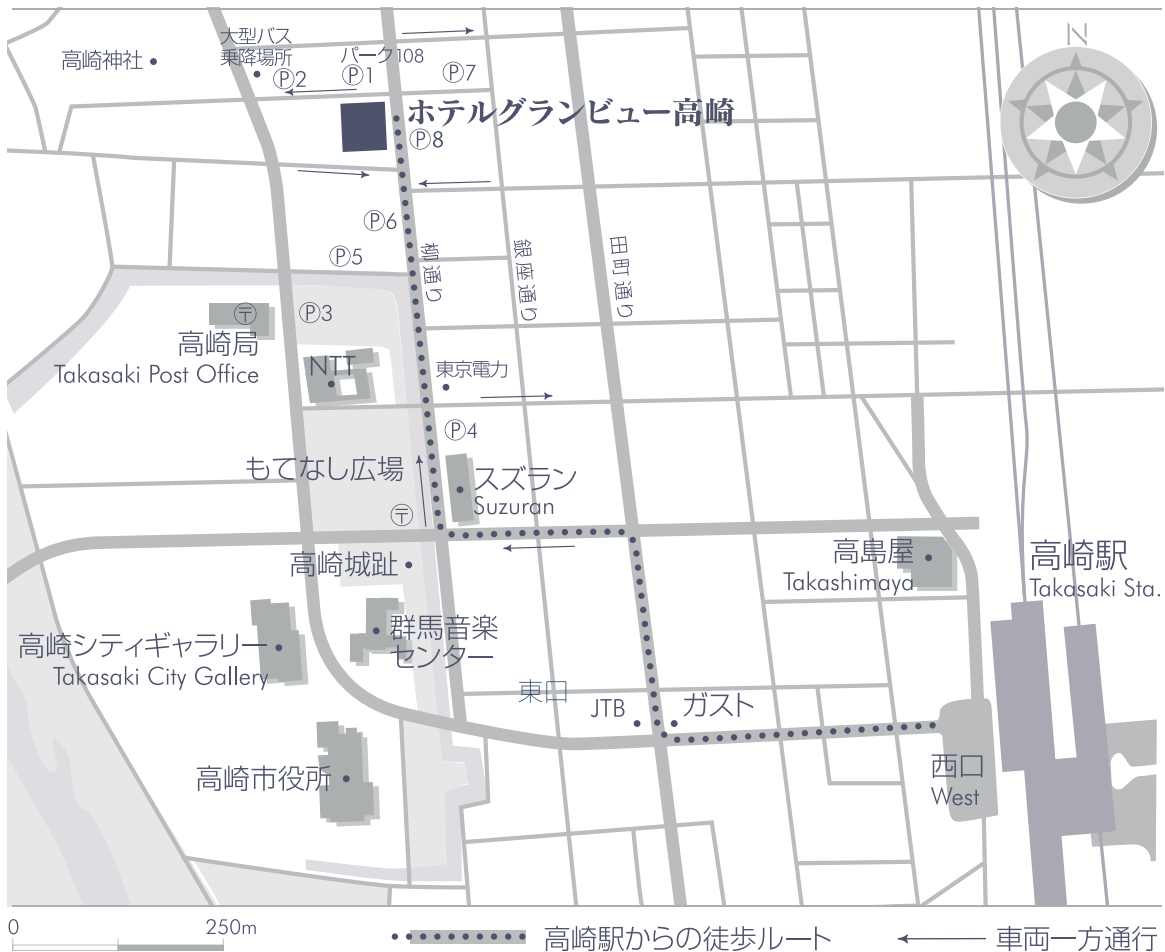 N
大型バス
乗降場所
高崎神社
パーク108
Ⓟ2
Ⓟ1
Ⓟ7
ホテルグランビュー高崎
Ⓟ8
Ⓟ6
Ⓟ5
柳通り
銀座通り
田町通り
〒
Ⓟ3
高崎局
Takasaki Post Office
NTT
東京電力
Ⓟ4
もてなし広場
スズラン
Suzuran
〒
高崎城趾
高島屋
Takashimaya
高崎駅
Takasaki Sta.
群馬音楽
センター
高崎シティギャラリー
Takasaki City Gallery
東口
JTB
ガスト
西口
West
高崎市役所
0
250m
高崎駅からの徒歩ルート
車両一方通行